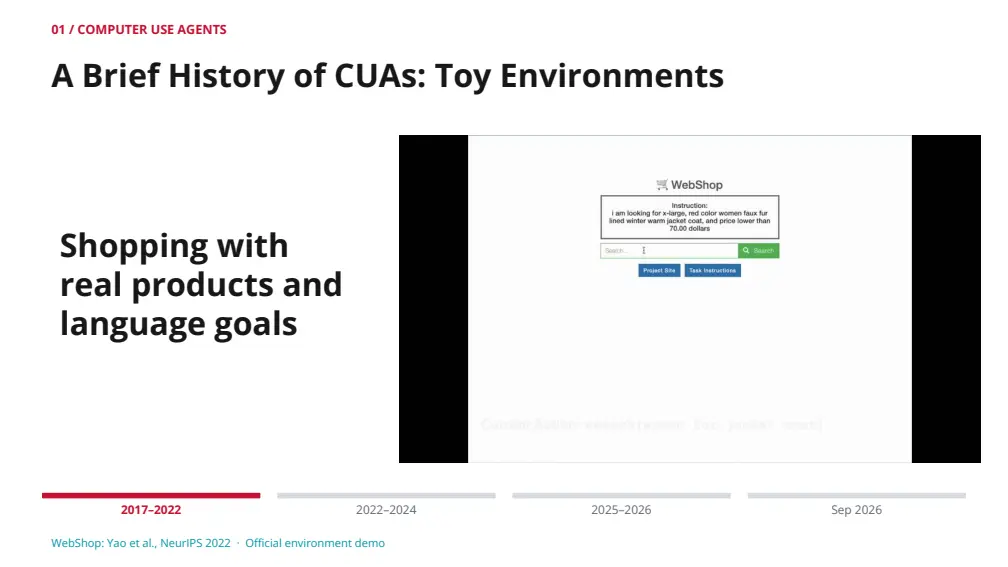 01 / COMPUTER USE AGENTS
A Brief History of CUAs: Toy Environments
Shopping with
real products and
language goals
WebShop
Instruction:
i am looking for x-large, red color women faux fur
lined winter warm jacket coat, and price lower than
70.00 dollars
Search...
Search
Project Site
Task Instructions
2017–2022
2022–2024
2025–2026
Sep 2026
WebShop: Yao et al., NeurIPS 2022 · Official environment demo